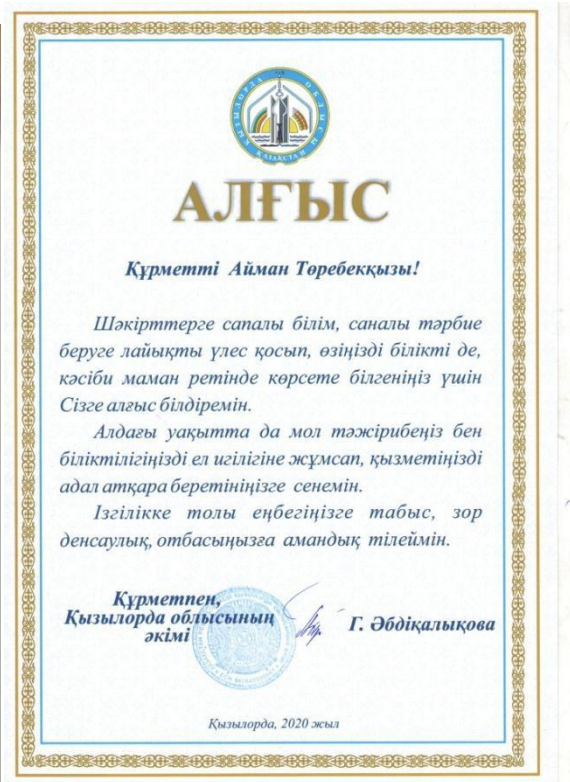 ҚЫЗЫЛОРДА ОБЛЫСЫ
ҚАЗАҚСТАН
АЛҒЫС
Құрметті Айман Төребекқызы!
Шәкірттерге сапалы білім, саналы тәрбие
беруге лайықты үлес қосып, өзіңізді білікті де,
кәсіби маман ретінде көрсете білгеніңіз үшін
Сізге алғыс білдіремін.
Алдағы уақытта да мол тәжірибеңіз бен
біліктілігіңізді ел игілігіне жұмсап, қызметіңізді
адал атқара беретініңізге сенемін.
Ізгілікке толы еңбегіңізге табыс, зор
денсаулық, отбасыңызға амандық тілеймін.
Құрметпен,
Қызылорда облысының
әкімі
Г. Әбдіқалықова
Қызылорда, 2020 жыл